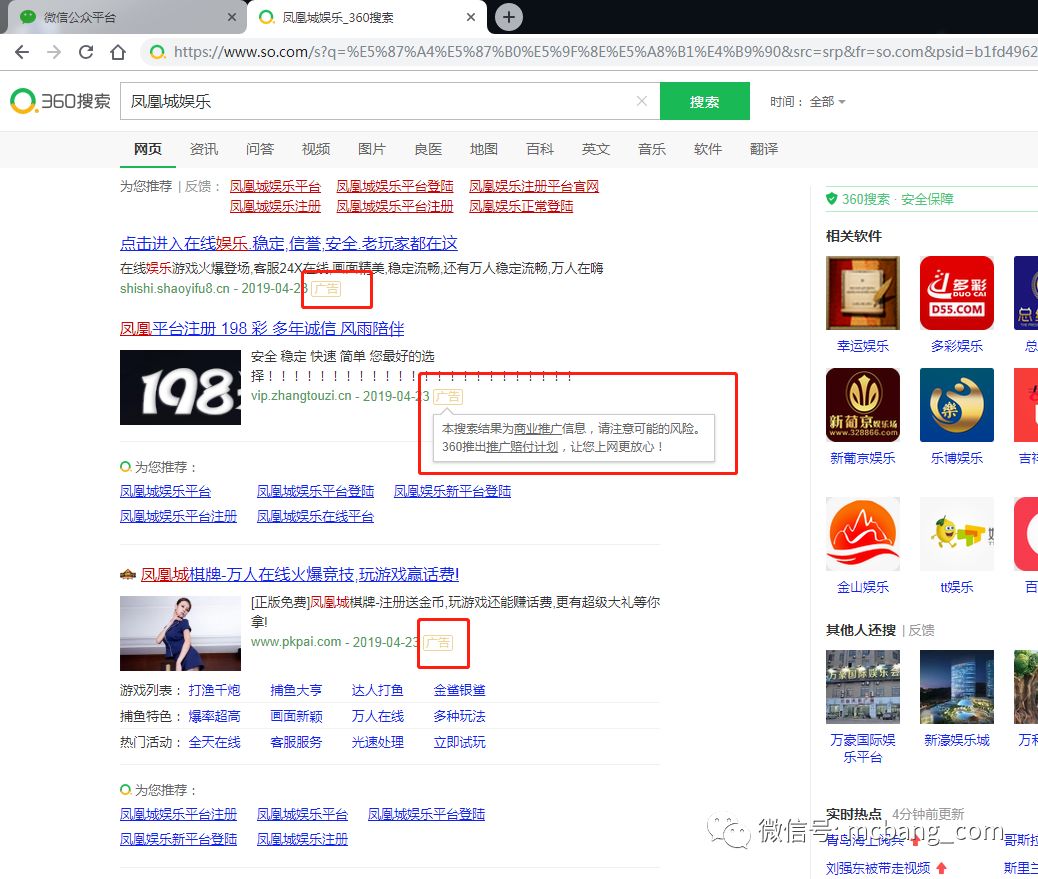 微信公众平台
凤凰城娱乐_360搜索
https://www.so.com/s?q=%E5%87%A4%E5%87%B0%E5%9F%8E%E5%A8%B1%E4%B9%90&src=srp&fr=so.com&psid=b1fd4962
360搜索
凤凰城娱乐
搜索
时间： 全部
网页 资讯 问答 视频 图片 良医 地图 百科 英文 音乐 软件 翻译
为您推荐 | 反馈： 凤凰城娱乐平台 凤凰城娱乐平台登陆 凤凰娱乐注册平台官网
凤凰城娱乐注册 凤凰城娱乐平台注册 凤凰娱乐正常登陆
点击进入在线娱乐.稳定,信誉,安全.老玩家都在这
在线娱乐游戏火爆登场,客服24X在线,画面精美,稳定流畅,还有万人稳定流畅,万人在嗨
shishi.shaoyifu8.cn - 2019-04-23 广告
凤凰平台注册 198 彩 多年诚信 风雨陪伴
198
安全 稳定 快速 简单 您最好的选
择！！！！！！！！！！！！！！！！！！！！！！！！
vip.zhangtouzi.cn - 2019-04-23 广告
本搜索结果为商业推广信息，请注意可能的风险。
360推出推广赔付计划，让您上网更放心！
为您推荐：
凤凰城娱乐平台 凤凰城娱乐平台登陆 凤凰娱乐新平台登陆
凤凰城娱乐平台注册 凤凰城娱乐在线平台
凤凰城棋牌-万人在线火爆竞技,玩游戏赢话费!
[正版免费]凤凰城棋牌-注册送金币,玩游戏还能赚话费,更有超级大礼等你
拿!
www.pkpai.com - 2019-04-23 广告
游戏列表： 打渔千炮 捕鱼大亨 达人打鱼 金鲨银鲨
捕鱼特色： 爆率超高 画面新颖 万人在线 多种玩法
热门活动： 全天在线 客服服务 光速处理 立即试玩
为您推荐：
凤凰城娱乐平台注册 凤凰城娱乐平台 凤凰城娱乐平台登陆
凤凰娱乐新平台登陆 凤凰城娱乐注册
360搜索 · 安全保障
相关软件
多彩
DUO CAI
D55.COM
幸运娱乐 多彩娱乐 总
新葡京娱乐场
www.328866.com
樂
新葡京娱乐 乐博娱乐 吉祥
金山娱乐 tt娱乐 百
其他人还搜 | 反馈
万豪国际娱乐会
万豪国际娱 新濠娱乐城 万和
乐平台
实时热点 4分钟前更新
青岛海上阅兵 哥斯拉
刘强东被带走视频 斯里兰
微信号: mcbang_com